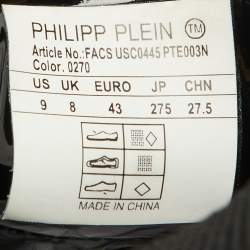 PHILIPP PLEIN TM
Article No.:FACS USC0445 PTE003N
Color. 0270
US UK EURO JP CHN
9 8 43 275 27.5
MADE IN CHINA